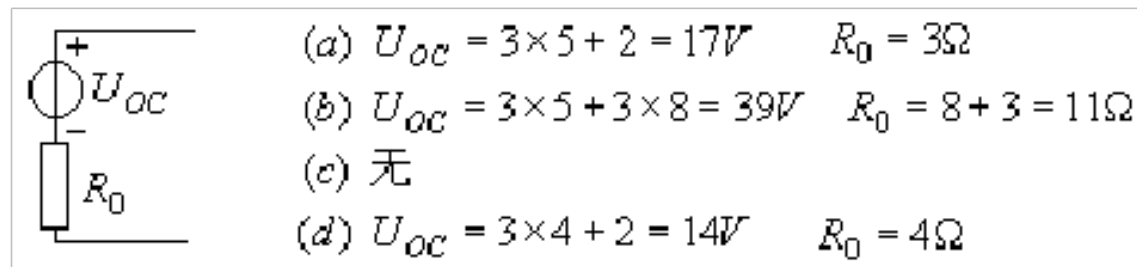 +
U_OC
−
R_0
(a) U_OC = 3×5+2 = 17V R_0 = 3Ω
(b) U_OC = 3×5+3×8 = 39V R_0 = 8+3 = 11Ω
(c) 无
(d) U_OC = 3×4+2 = 14V R_0 = 4Ω